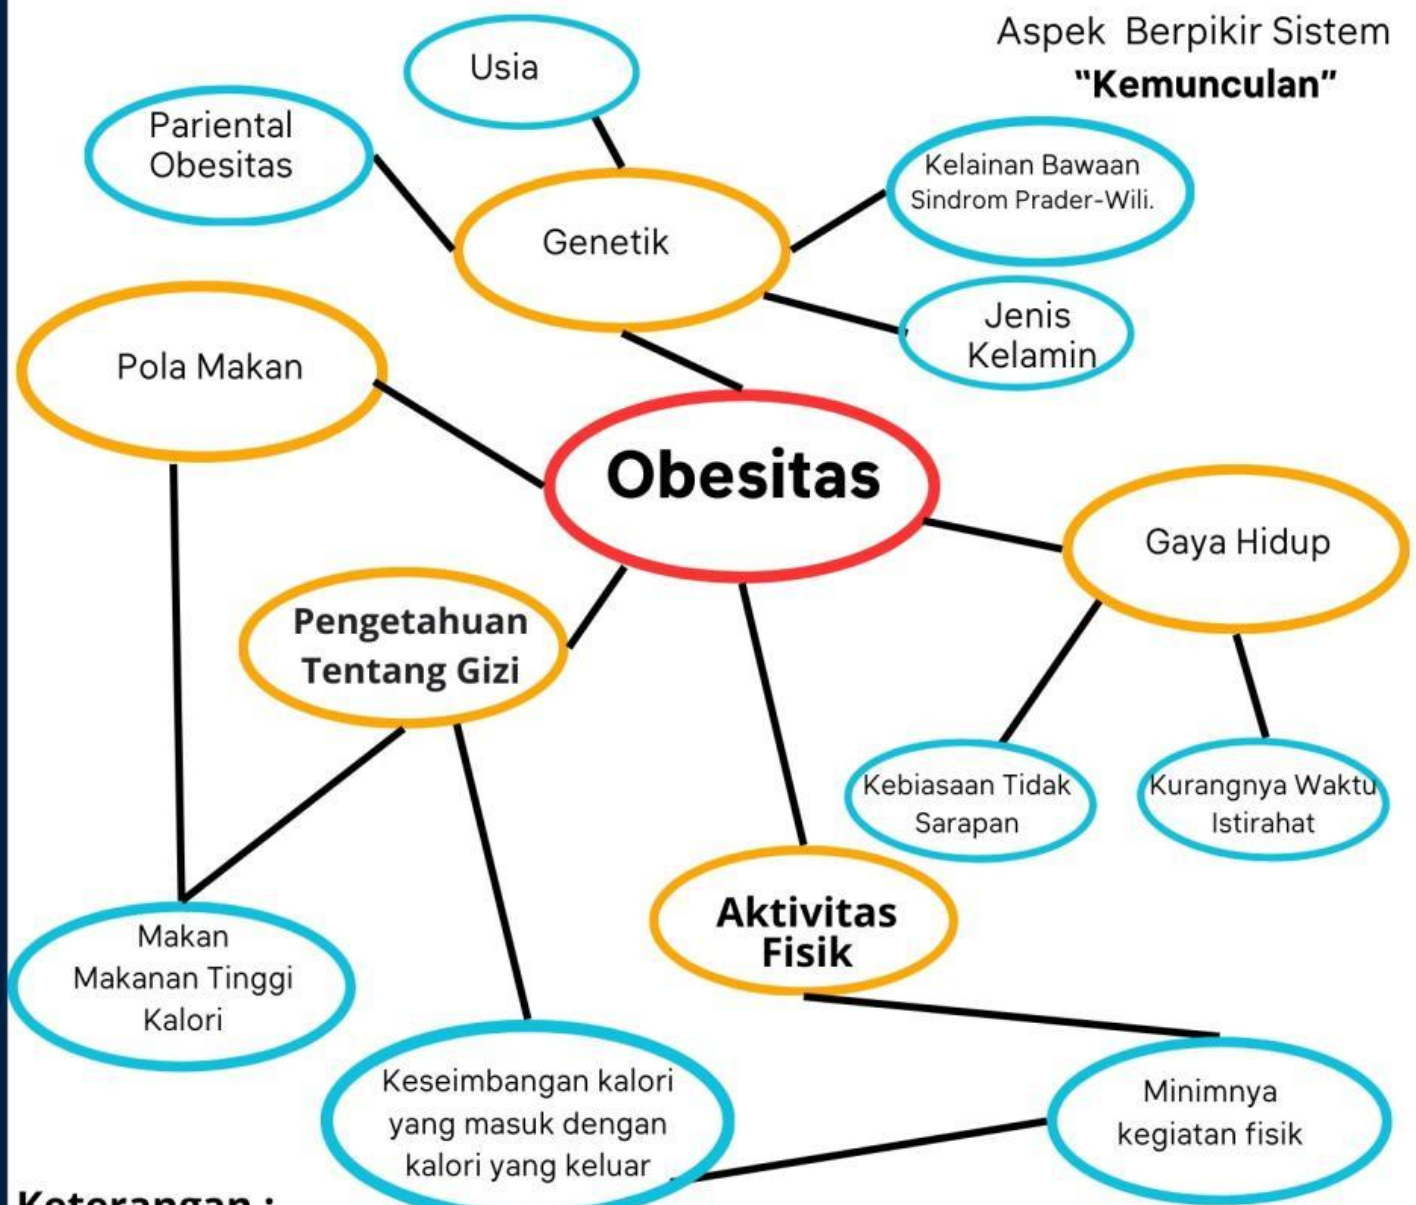 Aspek Berpikir Sistem
"Kemunculan"
Usia
Pariental
Obesitas
Kelainan Bawaan
Sindrom Prader-Wili.
Genetik
Jenis
Kelamin
Pola Makan
Obesitas
Gaya Hidup
Pengetahuan
Tentang Gizi
Kebiasaan Tidak
Sarapan
Kurangnya Waktu
Istirahat
Aktivitas
Fisik
Makan
Makanan Tinggi
Kalori
Keseimbangan kalori
yang masuk dengan
kalori yang keluar
Minimnya
kegiatan fisik
Keterangan :